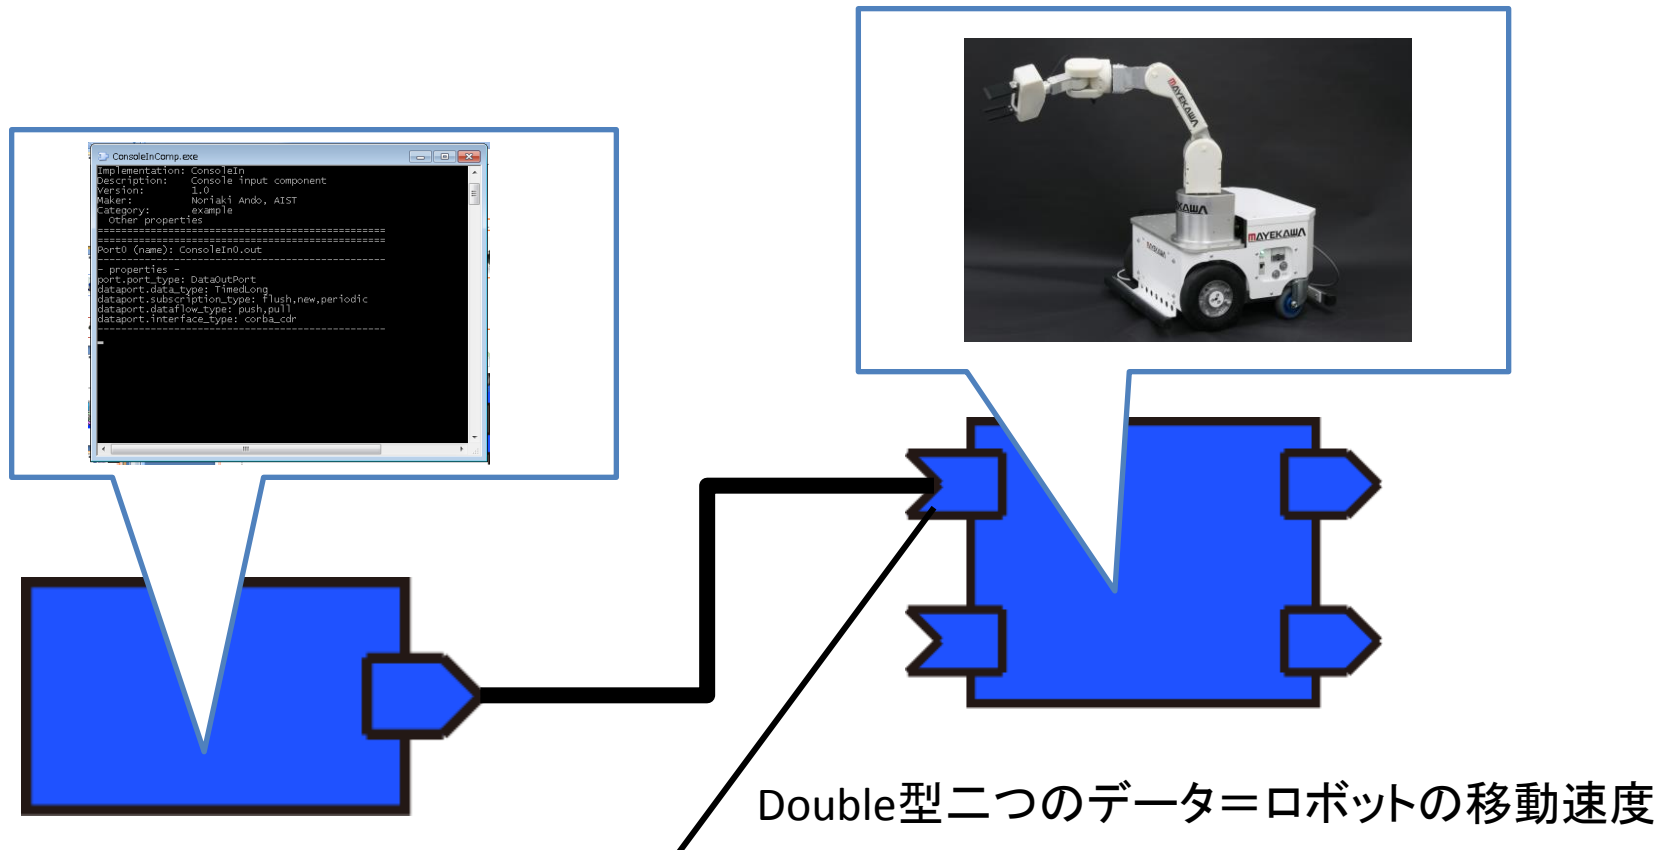 ConsoleInComp.exe
Implementation: ConsoleIn
Description: Console input component
Version: 1.0
Maker: Noriaki Ando, AIST
Category: example
Other properties
================================================
================================================
Port0 (name): ConsoleIn0.out
------------------------------------------------
- properties -
port.port_type: DataOutPort
dataport.data_type: TimedLong
dataport.subscription_type: flush,new,periodic
dataport.dataflow_type: push,pull
dataport.interface_type: corba_cdr
------------------------------------------------
MAYEKAWA
KAWA
MAYEKAWA
MAYEKAWA
Double型二つのデータ＝ロボットの移動速度